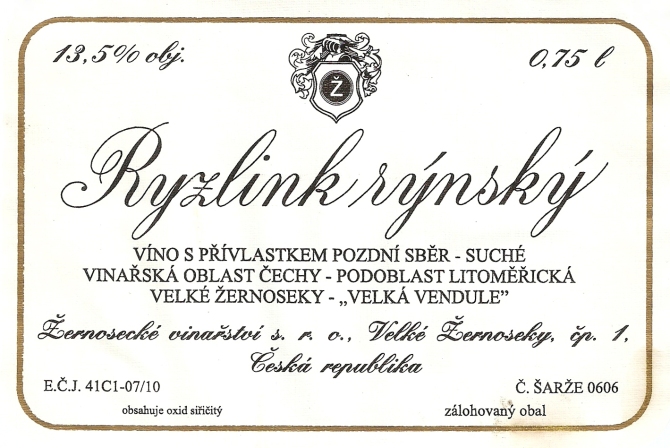 13,5% obj.
0,75 l
Ž
Ryzlink rýnský
VÍNO S PŘÍVLASTKEM POZDNÍ SBĚR - SUCHÉ
VINAŘSKÁ OBLAST ČECHY - PODOBLAST LITOMĚŘICKÁ
VELKÉ ŽERNOSEKY - „VELKÁ VENDULE”
Žernosecké vinařství s. r. o., Velké Žernoseky, čp. 1,
Česká republika
E.Č.J. 41C1-07/10
Č. ŠARŽE 0606
obsahuje oxid siřičitý
zálohovaný obal